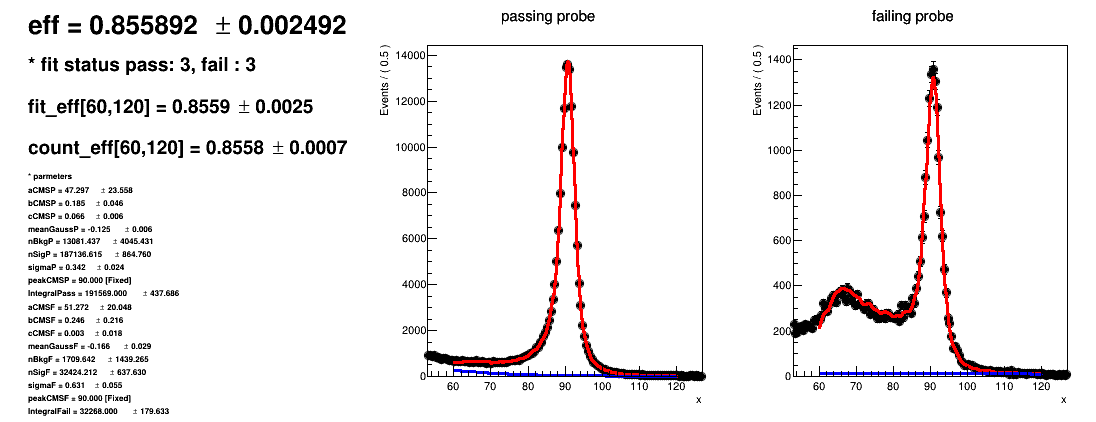 eff = 0.855892 ± 0.002492
* fit status pass: 3, fail : 3
fit_eff[60,120] = 0.8559 ± 0.0025
count_eff[60,120] = 0.8558 ± 0.0007
* parmeters
aCMSP = 47.297 ± 23.558
bCMSP = 0.185 ± 0.046
cCMSP = 0.066 ± 0.006
meanGaussP = -0.125 ± 0.006
nBkgP = 13081.437 ± 4045.431
nSigP = 187136.615 ± 864.760
sigmaP = 0.342 ± 0.024
peakCMSP = 90.000 [Fixed]
IntegralPass = 191569.000 ± 437.686
aCMSF = 51.272 ± 20.048
bCMSF = 0.246 ± 0.216
cCMSF = 0.003 ± 0.018
meanGaussF = -0.166 ± 0.029
nBkgF = 1709.642 ± 1439.265
nSigF = 32424.212 ± 637.630
sigmaF = 0.631 ± 0.055
peakCMSF = 90.000 [Fixed]
IntegralFail = 32268.000 ± 179.633
passing probe
Events / ( 0.5 )
14000
12000
10000
8000
6000
4000
2000
0
60 70 80 90 100 110 120
x
failing probe
Events / ( 0.5 )
1400
1200
1000
800
600
400
200
0
60 70 80 90 100 110 120
x